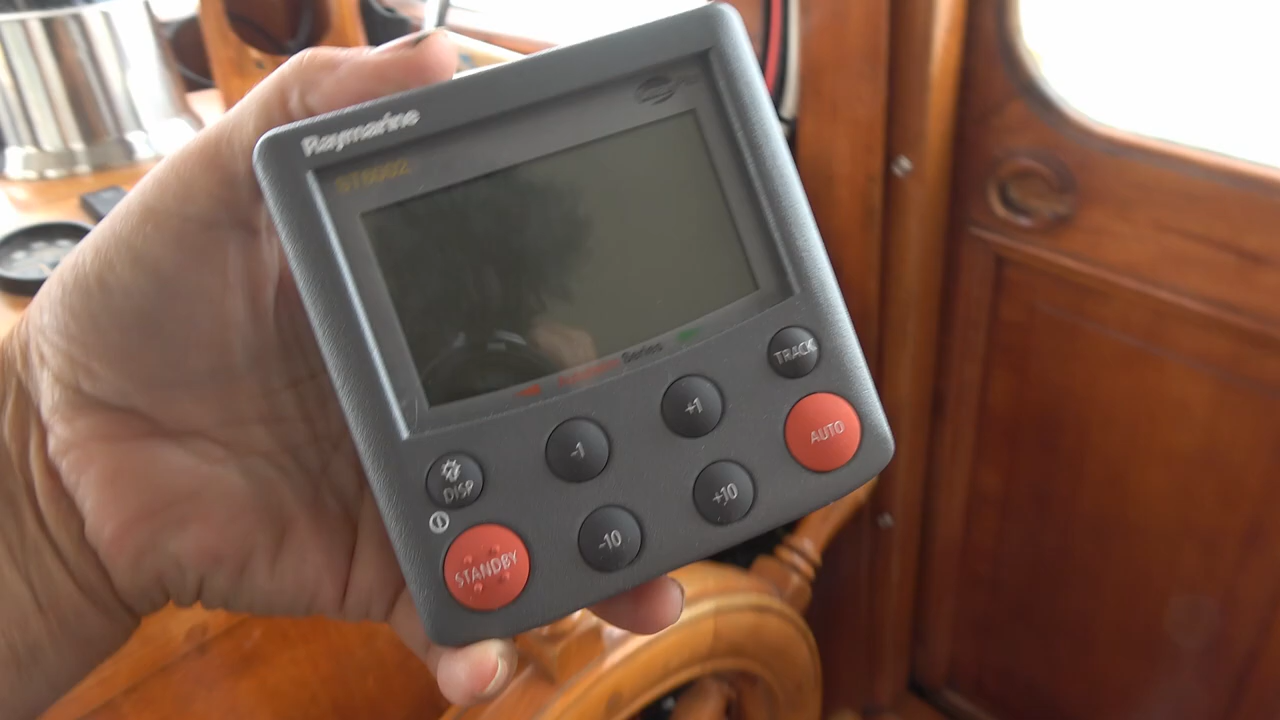 Raymarine
ST6002
Series
TRACK
+1
-1
AUTO
DISP
+10
-10
STANDBY